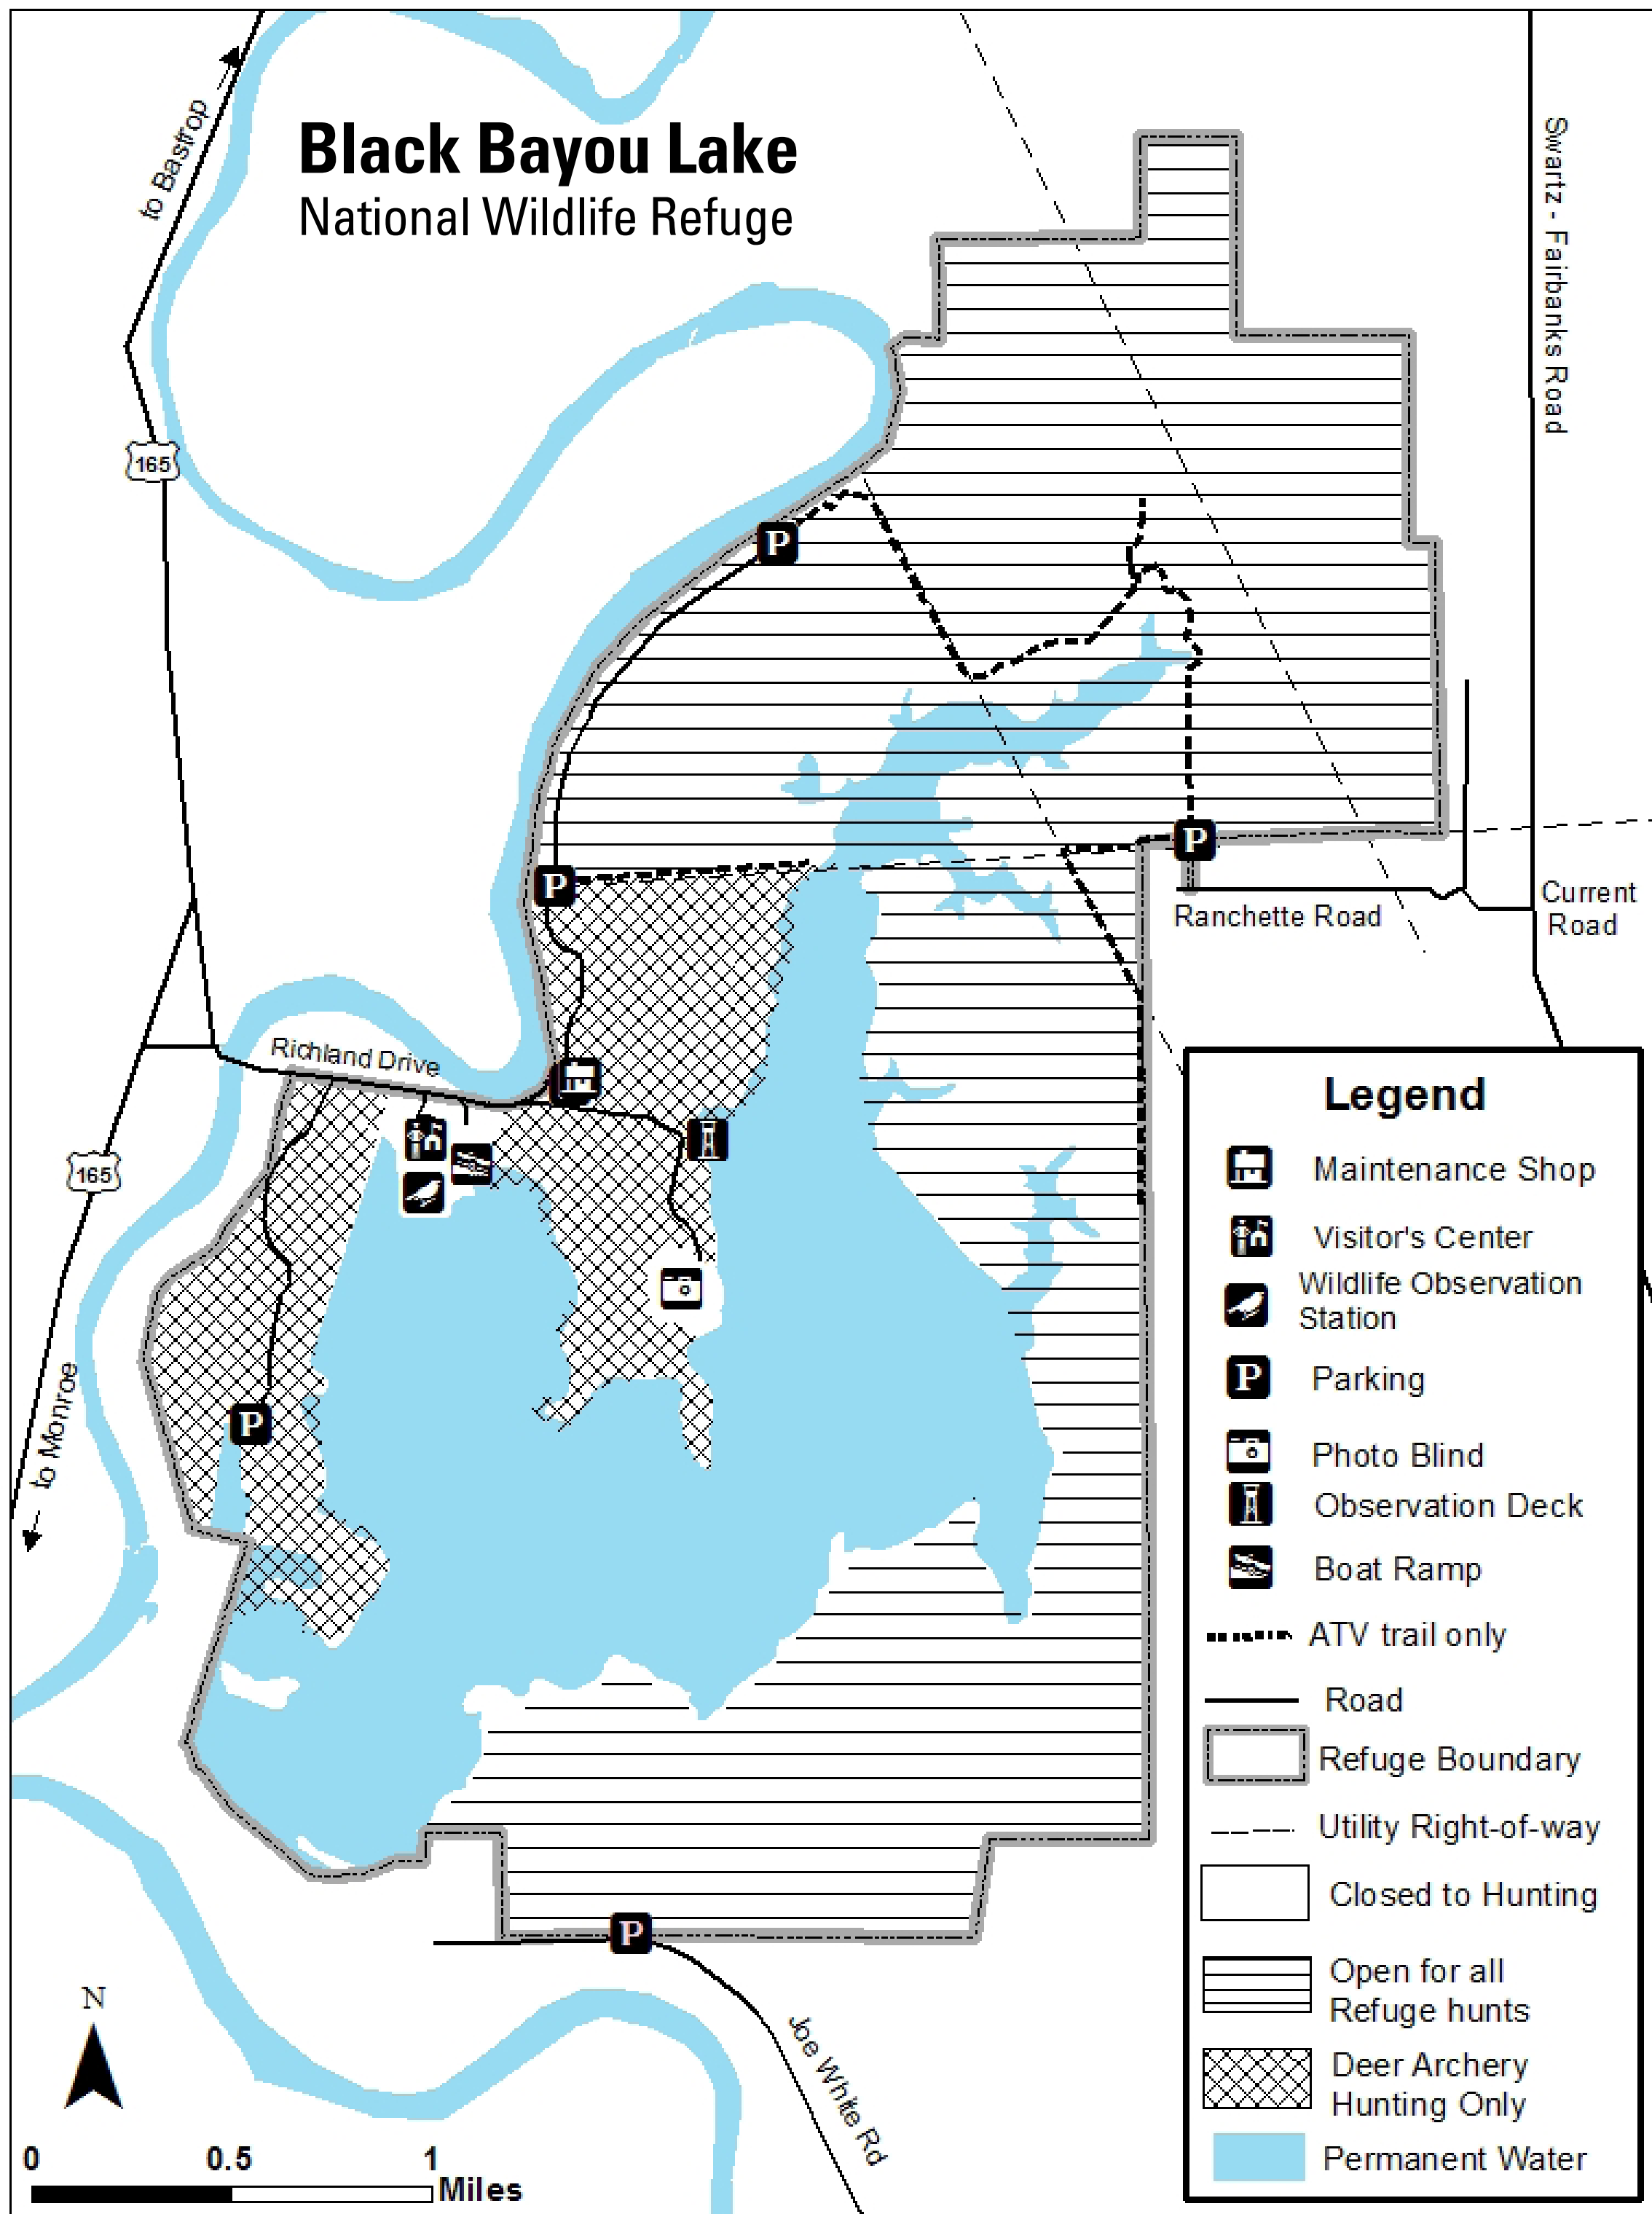 Black Bayou Lake
National Wildlife Refuge
to Bastrop
Swartz - Fairbanks Road
165
P
P
P
Ranchette Road
Current
Road
Richland Drive
165
P
to Monroe
P
Joe White Rd
N
0 0.5 1
Miles
Legend
Maintenance Shop
Visitor's Center
Wildlife Observation
Station
P Parking
Photo Blind
Observation Deck
Boat Ramp
ATV trail only
Road
Refuge Boundary
Utility Right-of-way
Closed to Hunting
Open for all
Refuge hunts
Deer Archery
Hunting Only
Permanent Water